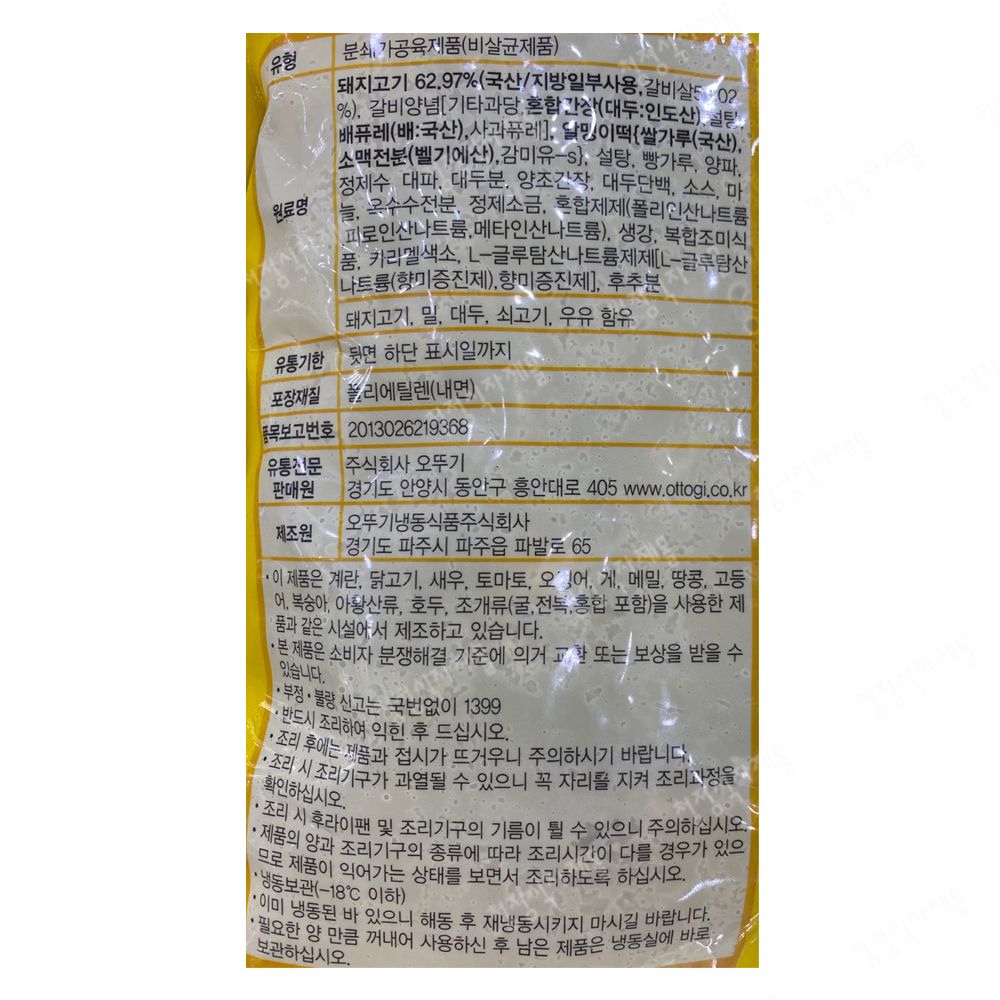 유형 분쇄가공육제품(비살균제품)
원료명
돼지고기 62.97%(국산/지방일부사용,갈비살5.02
%), 갈비양념[기타과당,혼합간장(대두:인도산),설탕,
배퓨레(배:국산),사과퓨레], 알맹이떡{쌀가루(국산),
소맥전분(벨기에산),감미유-s}, 설탕, 빵가루, 양파,
정제수, 대파, 대두분, 양조간장, 대두단백, 소스, 마
늘, 옥수수전분, 정제소금, 혼합제제(폴리인산나트륨
피로인산나트륨,메타인산나트륨), 생강, 복합조미식
품, 카라멜색소, L-글루탐산나트륨제제[L-글루탐산
나트륨(향미증진제),향미증진제], 후추분
돼지고기, 밀, 대두, 쇠고기, 우유 함유
유통기한 뒷면 하단 표시일까지
포장재질 폴리에틸렌(내면)
품목보고번호 2013026219368
유통전문 주식회사 오뚜기
판매원 경기도 안양시 동안구 흥안대로 405 www.ottogi.co.kr
제조원 오뚜기냉동식품주식회사
경기도 파주시 파주읍 파발로 65
• 이 제품은 계란, 닭고기, 새우, 토마토, 오징어, 게, 메밀, 땅콩, 고등
어, 복숭아, 아황산류, 호두, 조개류(굴,전복,홍합 포함)을 사용한 제
품과 같은 시설에서 제조하고 있습니다.
• 본 제품은 소비자 분쟁해결 기준에 의거 교환 또는 보상을 받을 수
있습니다.
• 부정•불량 신고는 국번없이 1399
• 반드시 조리하여 익힌 후 드십시오.
• 조리 후에는 제품과 접시가 뜨거우니 주의하시기 바랍니다.
• 조리 시 조리기구가 과열될 수 있으니 꼭 자리를 지켜 조리과정을
확인하십시오.
• 조리 시 후라이팬 및 조리기구의 기름이 튈 수 있으니 주의하십시오.
• 제품의 양과 조리기구의 종류에 따라 조리시간이 다를 경우가 있으
므로 제품이 익어가는 상태를 보면서 조리하도록 하십시오.
• 냉동보관(-18℃ 이하)
• 이미 냉동된 바 있으니 해동 후 재냉동시키지 마시길 바랍니다.
• 필요한 양 만큼 꺼내어 사용하신 후 남은 제품은 냉동실에 바로
보관하십시오.